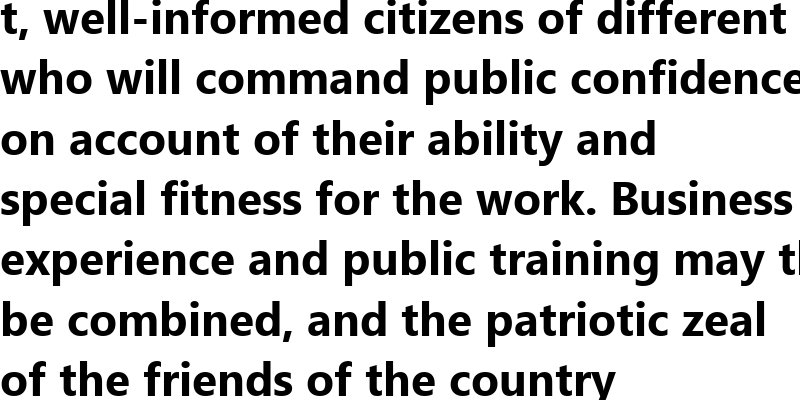 t, well-informed citizens of different
who will command public confidence
on account of their ability and
special fitness for the work. Business
experience and public training may
be combined, and the patriotic zeal
of the friends of the country